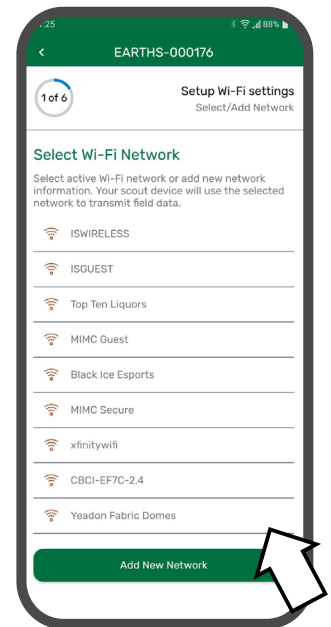 :25 88%
EARTHS-000176
1 of 6
Setup Wi-Fi settings
Select/Add Network
Select Wi-Fi Network
Select active Wi-Fi network or add new network
information. Your scout device will use the selected
network to transmit field data.
ISWIRELESS
ISGUEST
Top Ten Liquors
MIMC Guest
Black Ice Esports
MIMC Secure
xfinitywifi
CBCI-EF7C-2.4
Yeadon Fabric Domes
Add New Network